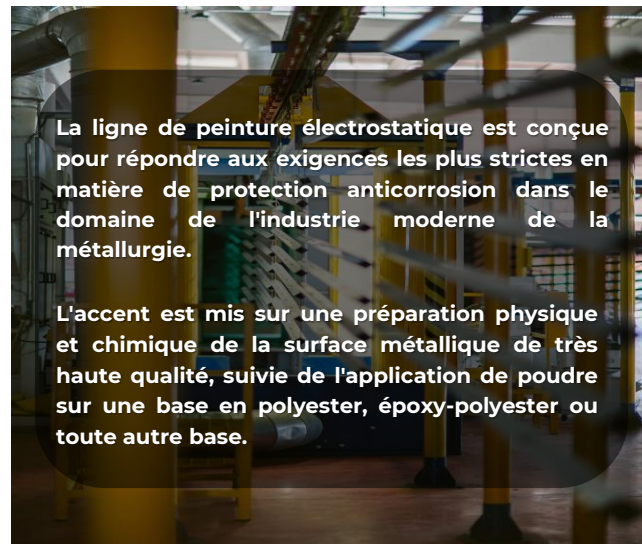 La ligne de peinture électrostatique est conçue
pour répondre aux exigences les plus strictes en
matière de protection anticorrosion dans le
domaine de l'industrie moderne de la
métallurgie.
L'accent est mis sur une préparation physique
et chimique de la surface métallique de très
haute qualité, suivie de l'application de poudre
sur une base en polyester, époxy-polyester ou
toute autre base.